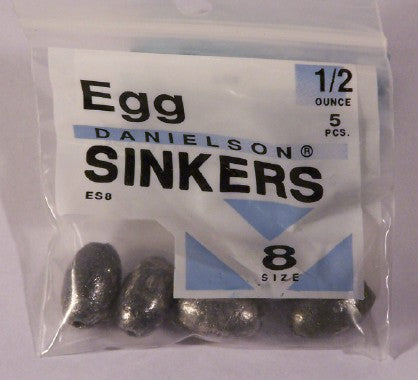 Egg
1/2
OUNCE
5
PCS.
DANIELSON®
SINKERS
ES8
8
SIZE